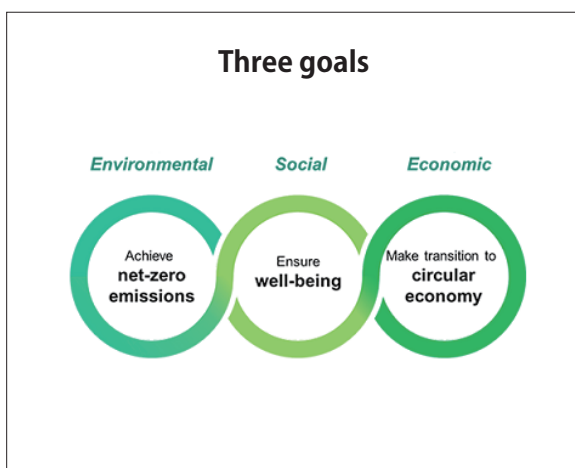 Three goals
Environmental
Social
Economic
Achieve
net-zero
emissions
Ensure
well-being
Make transition to
circular
economy